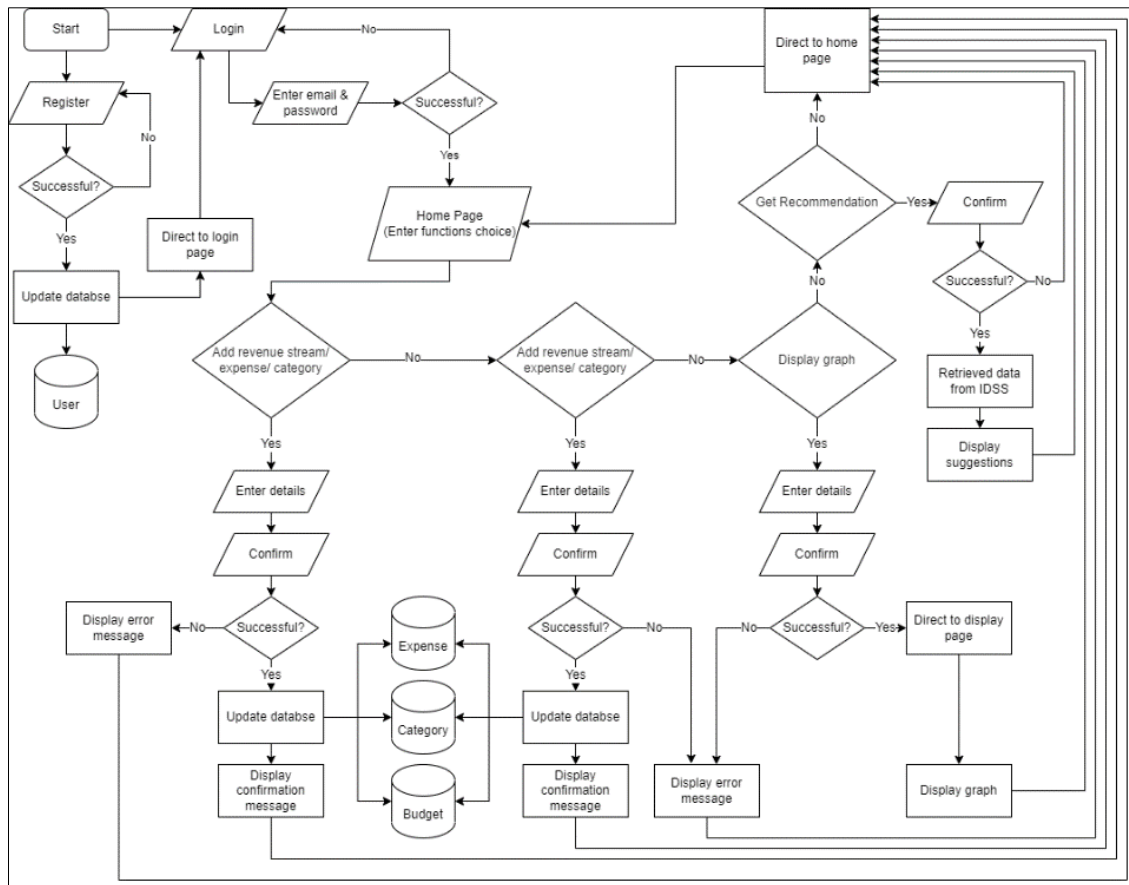 Start
Login
No
Direct to home
page
Register
Enter email &
password
Successful?
No
No
Successful?
Yes
Get Recommendation
Yes
Confirm
Yes
Direct to login
page
Home Page
(Enter functions choice)
Update databse
No
Successful?
No
User
Add revenue stream/
expense/ category
No
Add revenue stream/
expense/ category
No
Display graph
Yes
Retrieved data
from IDSS
Display
suggestions
Yes
Yes
Yes
Enter details
Enter details
Enter details
Confirm
Confirm
Confirm
Display error
message
No
Successful?
Expense
Successful?
No
No
Successful?
Yes
Direct to display
page
Yes
Yes
Update databse
Category
Update databse
Display
confirmation
message
Budget
Display
confirmation
message
Display error
message
Display graph